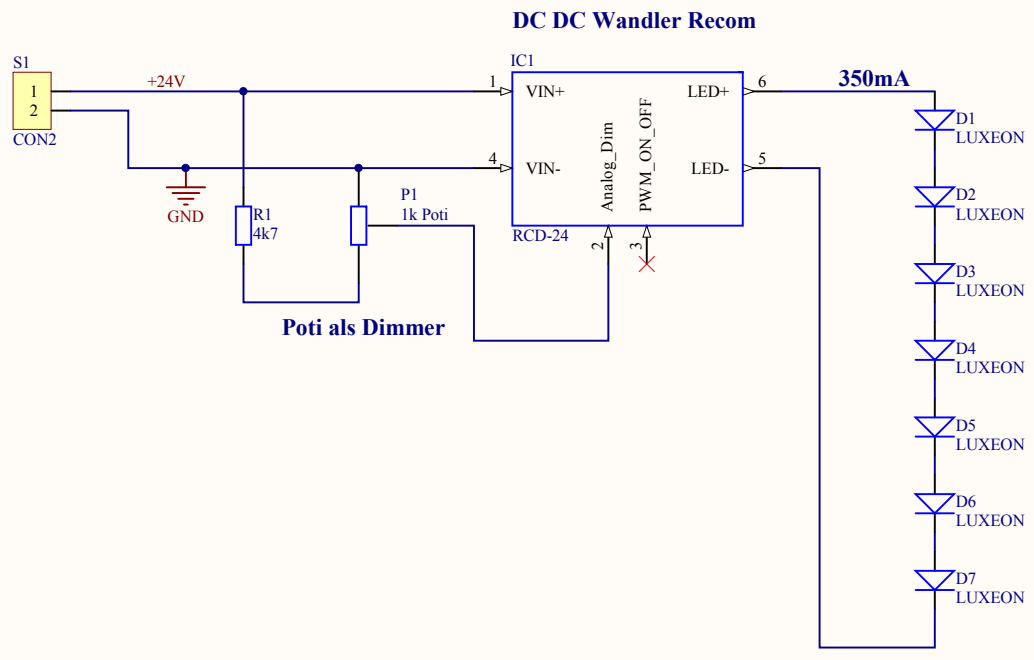 DC DC Wandler Recom
S1
1
2
CON2
+24V
GND
R1
4k7
P1
1k Poti
Poti als Dimmer
IC1
1
VIN+
4
VIN-
Analog_Dim
PWM_ON_OFF
LED+
6
LED-
5
RCD-24
2
3
350mA
D1
LUXEON
D2
LUXEON
D3
LUXEON
D4
LUXEON
D5
LUXEON
D6
LUXEON
D7
LUXEON